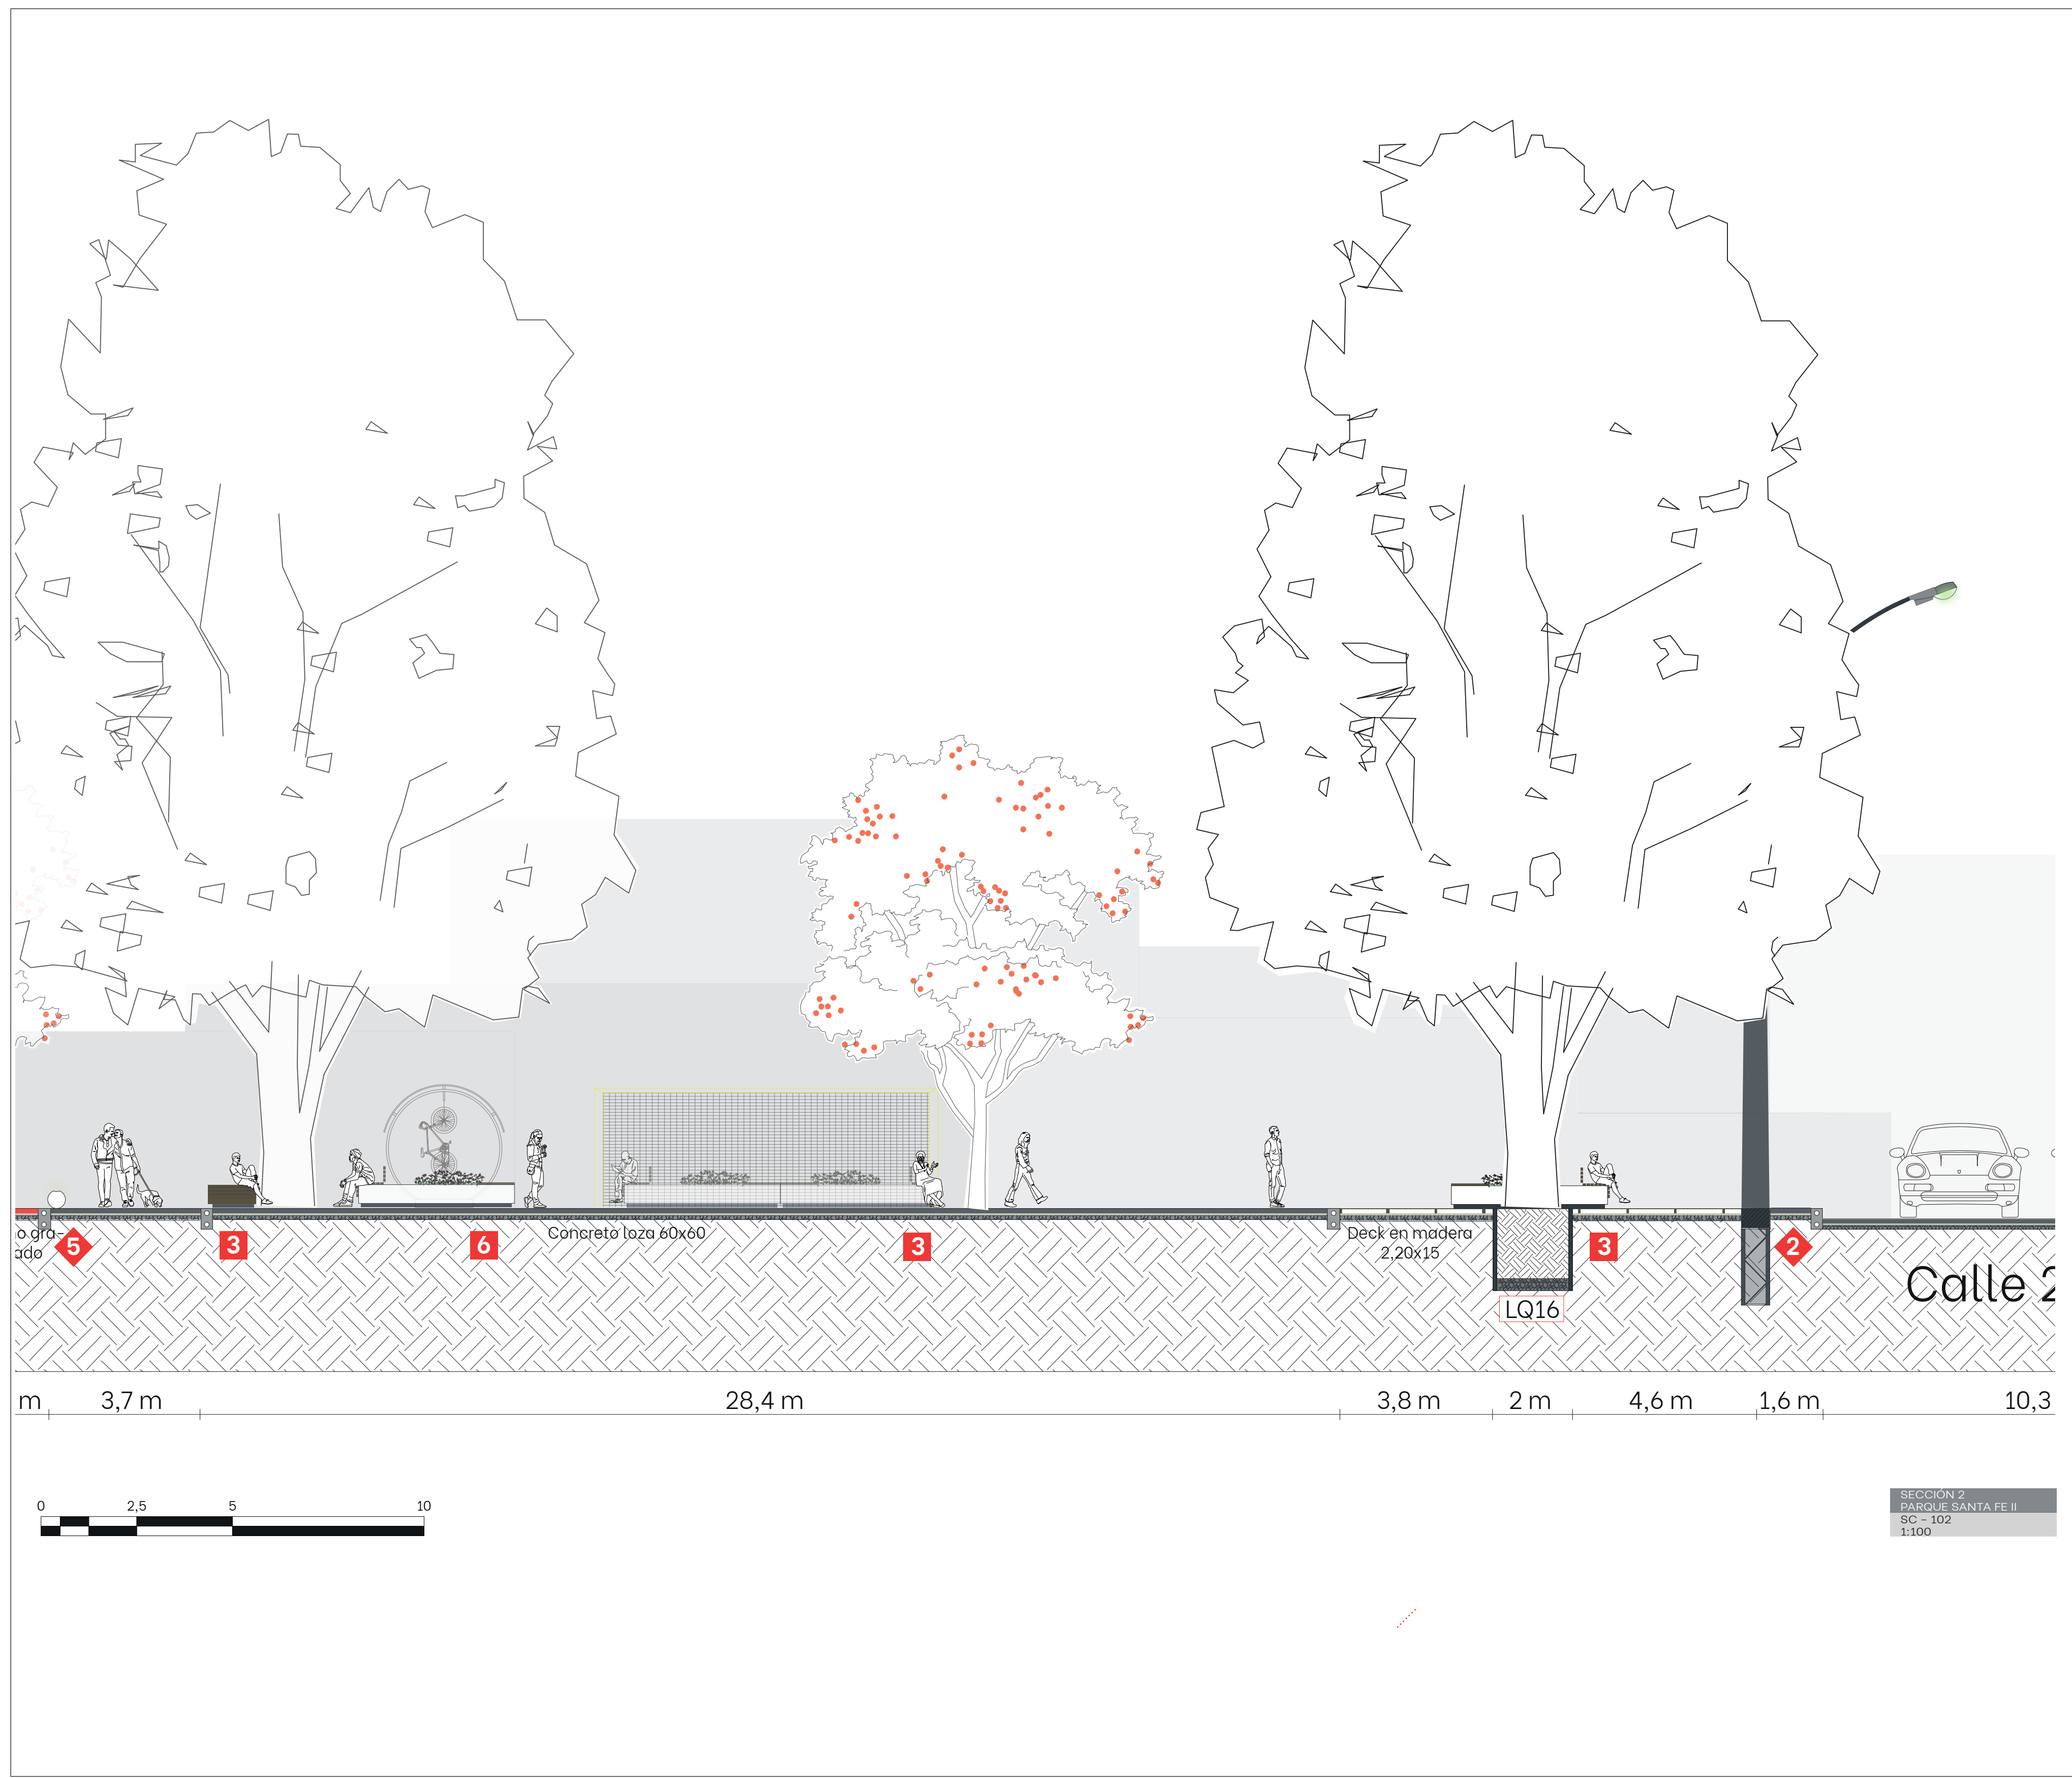 o gra-
ado
5
3
6
Concreto loza 60x60
3
Deck en madera
2,20x15
3
2
LQ16
Calle 2
m
3,7 m
28,4 m
3,8 m
2 m
4,6 m
1,6 m
10,3
0
2,5
5
10
SECCIÓN 2
PARQUE SANTA FE II
SC - 102
1:100